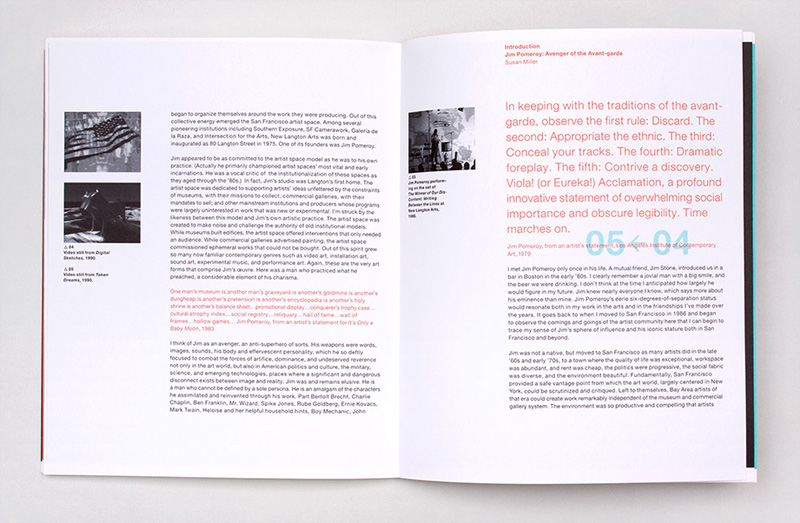 Introduction
Jim Pomeroy: Avenger of the Avant-garde
Susan Miller
In keeping with the traditions of the avant-
garde, observe the first rule: Discard. The
second: Appropriate the ethnic. The third:
Conceal your tracks. The fourth: Dramatic
foreplay. The fifth: Contrive a discovery.
Viola! (or Eureka!) Acclamation, a profound
innovative statement of overwhelming social
importance and obscure legibility. Time
marches on.
05< 04
Jim Pomeroy, from an artist's statement, Los Angeles Institute of Contemporary
Art, 1979
△ 03
Jim Pomeroy perform-
ing on the set of
The Winner of Our Dis-
Content: Writing
Between the Lines at
New Langton Arts,
1980.
I met Jim Pomeroy only once in his life. A mutual friend, Jim Stone, introduced us in a
bar in Boston in the early '80s. I clearly remember a jovial man with a big smile, and
the beer we were drinking. I don't think at the time I anticipated how largely he
would figure in my future. Jim knew nearly everyone I know, which says more about
his eminence than mine. Jim Pomeroy's eerie six-degrees-of-separation status
would resonate both in my work in the arts and in the friendships I've made over
the years. It goes back to when I moved to San Francisco in 1986 and began
to observe the comings and goings of the artist community here that I can begin to
trace my sense of Jim's sphere of influence and his iconic stature both in San
Francisco and beyond.
Jim was not a native, but moved to San Francisco as many artists did in the late
'60s and early '70s, to a town where the quality of life was exceptional, workspace
was abundant, and rent was cheap, the politics were progressive, the social fabric
was diverse, and the environment beautiful. Fundamentally, San Francisco
provided a safe vantage point from which the art world, largely centered in New
York, could be scrutinized and critiqued. Left to themselves, Bay Area artists of
that era could create work remarkably independent of the museum and commercial
gallery system. The environment was so productive and compelling that artists
began to organize themselves around the work they were producing. Out of this
collective energy emerged the San Francisco artist space. Among several
pioneering institutions including Southern Exposure, SF Camerawork, Galería de
la Raza, and Intersection for the Arts, New Langton Arts was born and
inaugurated as 80 Langton Street in 1975. One of its founders was Jim Pomeroy.
Jim appeared to be as committed to the artist space model as he was to his own
practice. (Actually he primarily championed artist spaces' most vital and early
incarnations. He was a vocal critic of the institutionalization of these spaces as
they aged through the '80s.) In fact, Jim's studio was Langton's first home. The
artist space was dedicated to supporting artists' ideas unfettered by the constraints
of museums, with their missions to collect; commercial galleries, with their
mandates to sell; and other mainstream institutions and producers whose programs
were largely uninterested in work that was new or experimental. I'm struck by the
likeness between this model and Jim's own artistic practice. The artist space was
created to make noise and challenge the authority of old institutional models.
While museums built edifices, the artist space offered interventions that only needed
an audience. While commercial galleries advertised painting, the artist space
commissioned ephemeral works that could not be bought. Out of this spirit grew
so many now familiar contemporary genres such as video art, installation art,
sound art, experimental music, and performance art. Again, these are the very art
forms that comprise Jim's œuvre. Here was a man who practiced what he
preached, a considerable element of his charisma.
△ 04
Video still from Digital
Sketches, 1990.
△ 05
Video still from Token
Dreams, 1990.
One man's museum is another man's graveyard is another's goldmine is another's
dungheap is another's pretension is another's encyclopedia is another's holy
shrine is another's balance sheet... promotional display... conquerer's trophy case...
cultural atrophy index... social registry... reliquary... hall of fame... wall of
frames... hollow games... Jim Pomeroy, from an artist's statement for It's Only a
Baby Moon, 1983
I think of Jim as an avenger, an anti-superhero of sorts. His weapons were words,
images, sounds, his body and effervescent personality, which he so deftly
focused to combat the forces of artifice, dominance, and undeserved reverence
not only in the art world, but also in American politics and culture, the military,
science, and emerging technologies, places where a significant and dangerous
disconnect exists between image and reality. Jim was and remains elusive. He is
a man who cannot be defined by a sole persona. He is an amalgam of the characters
he assimilated and reinvented through his work. Part Bertolt Brecht, Charlie
Chaplin, Ben Franklin, Mr. Wizard, Spike Jones, Rube Goldberg, Ernie Kovacs,
Mark Twain, Heloise and her helpful household hints, Boy Mechanic, John